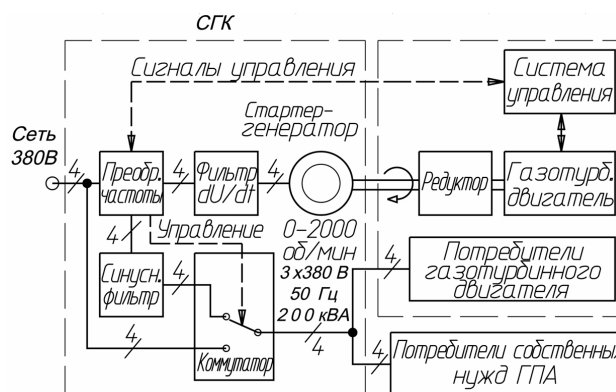 СГК
Сигналы управления
Система
управления
Стартер-
генератор
Сеть
380В
4
Преобр.
частоты
4
Фильтр
dU/dt
4
Редуктор
Газотурб.
двигатель
4
Управление
0-2000
об/мин
3х380 В
50 Гц
200 кВА
4
Потребители
газотурбинного
двигателя
Синусн.
фильтр
4
4
Коммутатор
4
4
Потребители собственных
нужд ГПА